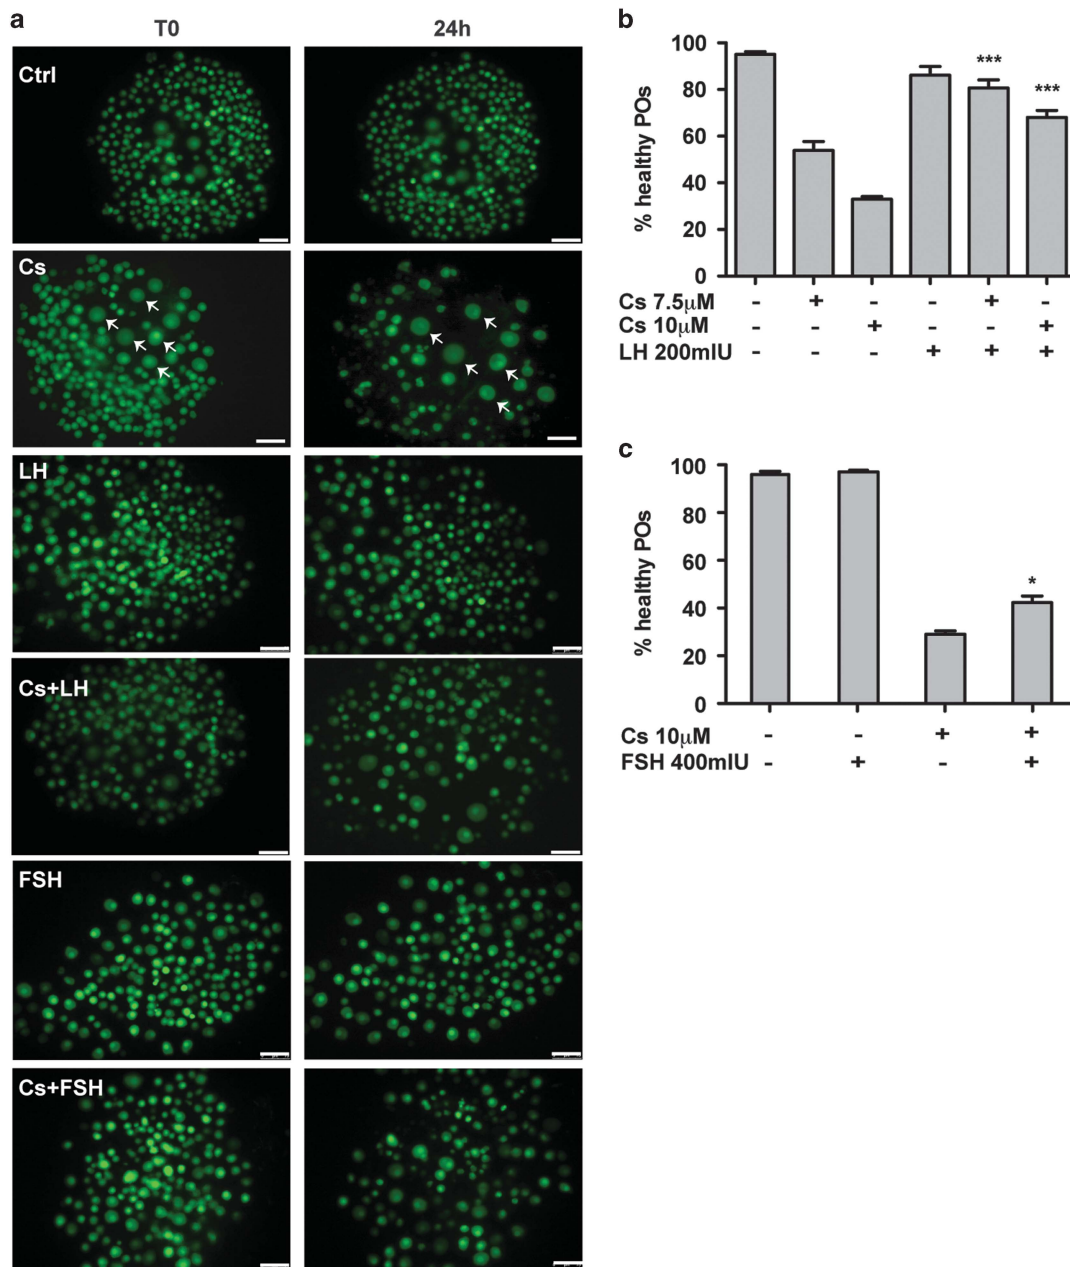 a
T0 24h
Ctrl
Cs
LH
Cs+LH
FSH
Cs+FSH
b
% healthy POs
100
80
60
40
20
0
***
***
Cs 7.5μM - + - - + -
Cs 10μM - - + - - +
LH 200mIU - - - + + +
c
% healthy POs
100
80
60
40
20
0
*
Cs 10μM - - + +
FSH 400mIU - + - +